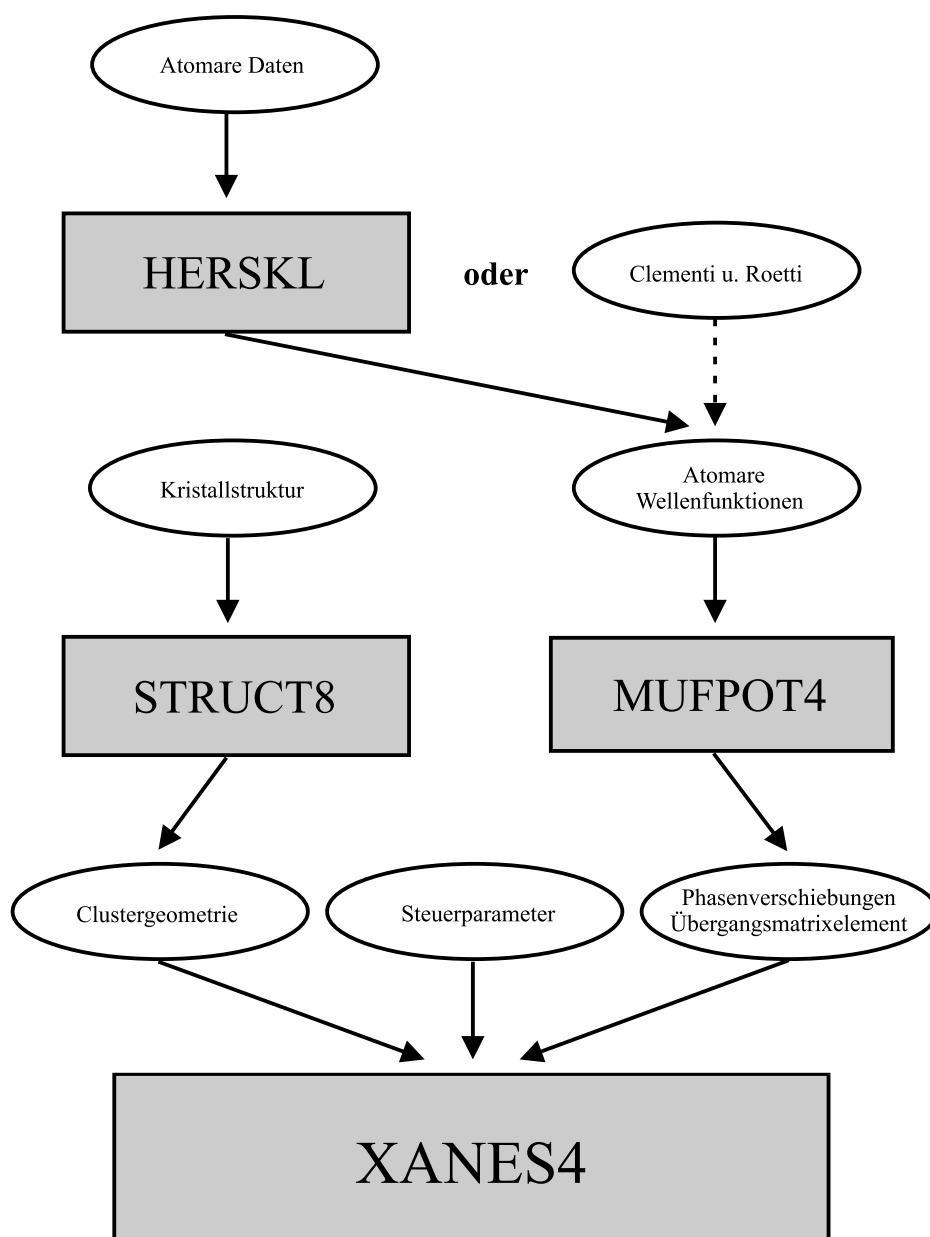 Atomare Daten
HERSKL
oder
Clementi u. Roetti
Kristallstruktur
Atomare
Wellenfunktionen
STRUCT8
MUFPOT4
Clustergeometrie
Steuerparameter
Phasenverschiebungen
Übergangsmatrixelement
XANES4